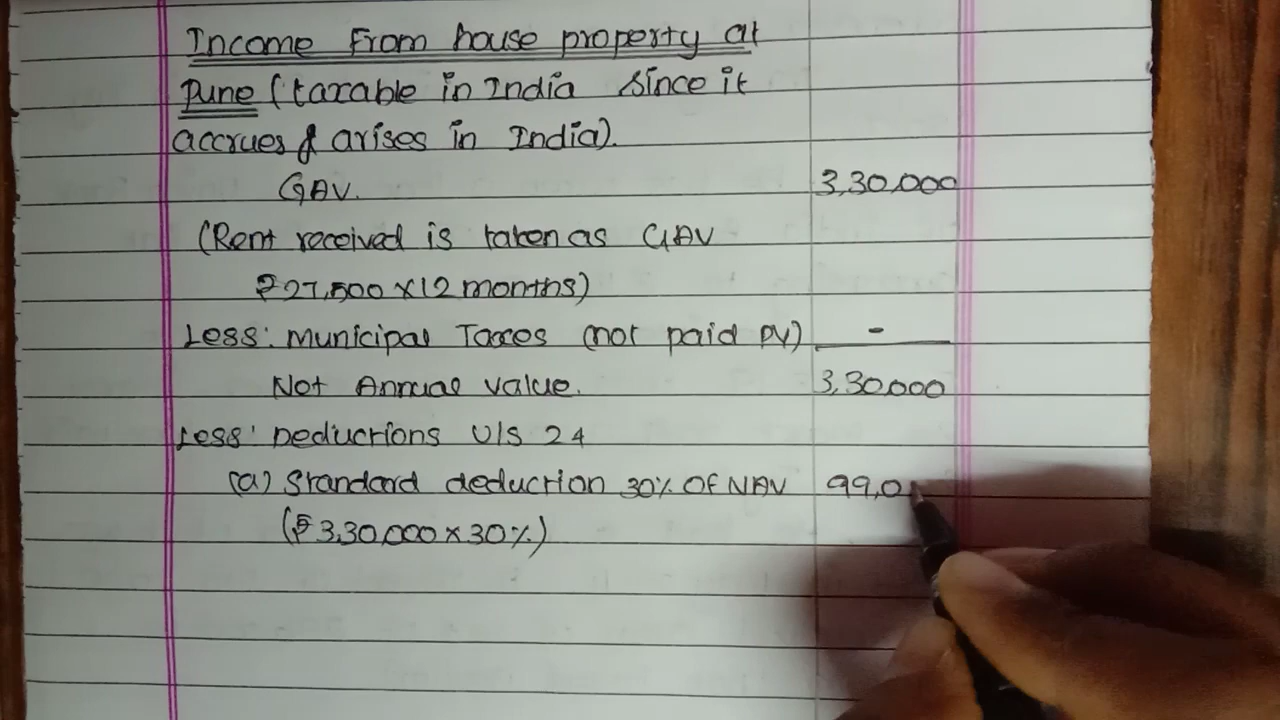 Income From house property at
Pune (taxable in India since it
accrues & arises in India).
GAV. 3,30,000
(Rent received is taken as GAV
₹27,500 × 12 months)
Less: Municipal Taxes (not paid PY) -
Net Annual value. 3,30,000
Less: Deductions U/S 24
(a) Standard deduction 30% OF NAV 99,0
(₹ 3,30,000 × 30%)